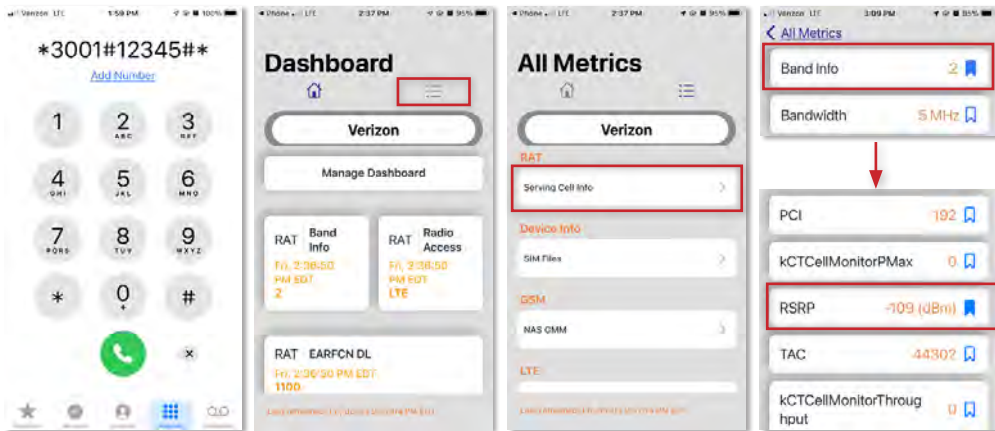 Verizon LTE 1:59 PM 100%
*3001#12345#*
Add Number
1
2
ABC
3
DEF
4
GHI
5
JKL
6
MNO
7
PQRS
8
TUV
9
WXYZ
*
0
+
#
Phone LTE 2:37 PM 95%
Dashboard
Verizon
Manage Dashboard
RAT Band Info
Fri, 2:36:50 PM EDT
2
RAT Radio Access
Fri, 2:36:50 PM EDT
LTE
RAT EARFCN DL
Fri, 2:36:50 PM EDT
1100
Phone LTE 2:37 PM 95%
All Metrics
Verizon
RAT
Serving Cell Info
Device Info
SIM Files
GSM
NAS GMM
LTE
Verizon LTE 3:09 PM 85%
All Metrics
Band Info 2
Bandwidth 5 MHz
PCI 192
kCTCellMonitorPMax 0
RSRP -109 (dBm)
TAC 44302
kCTCellMonitorThroug
hput 0